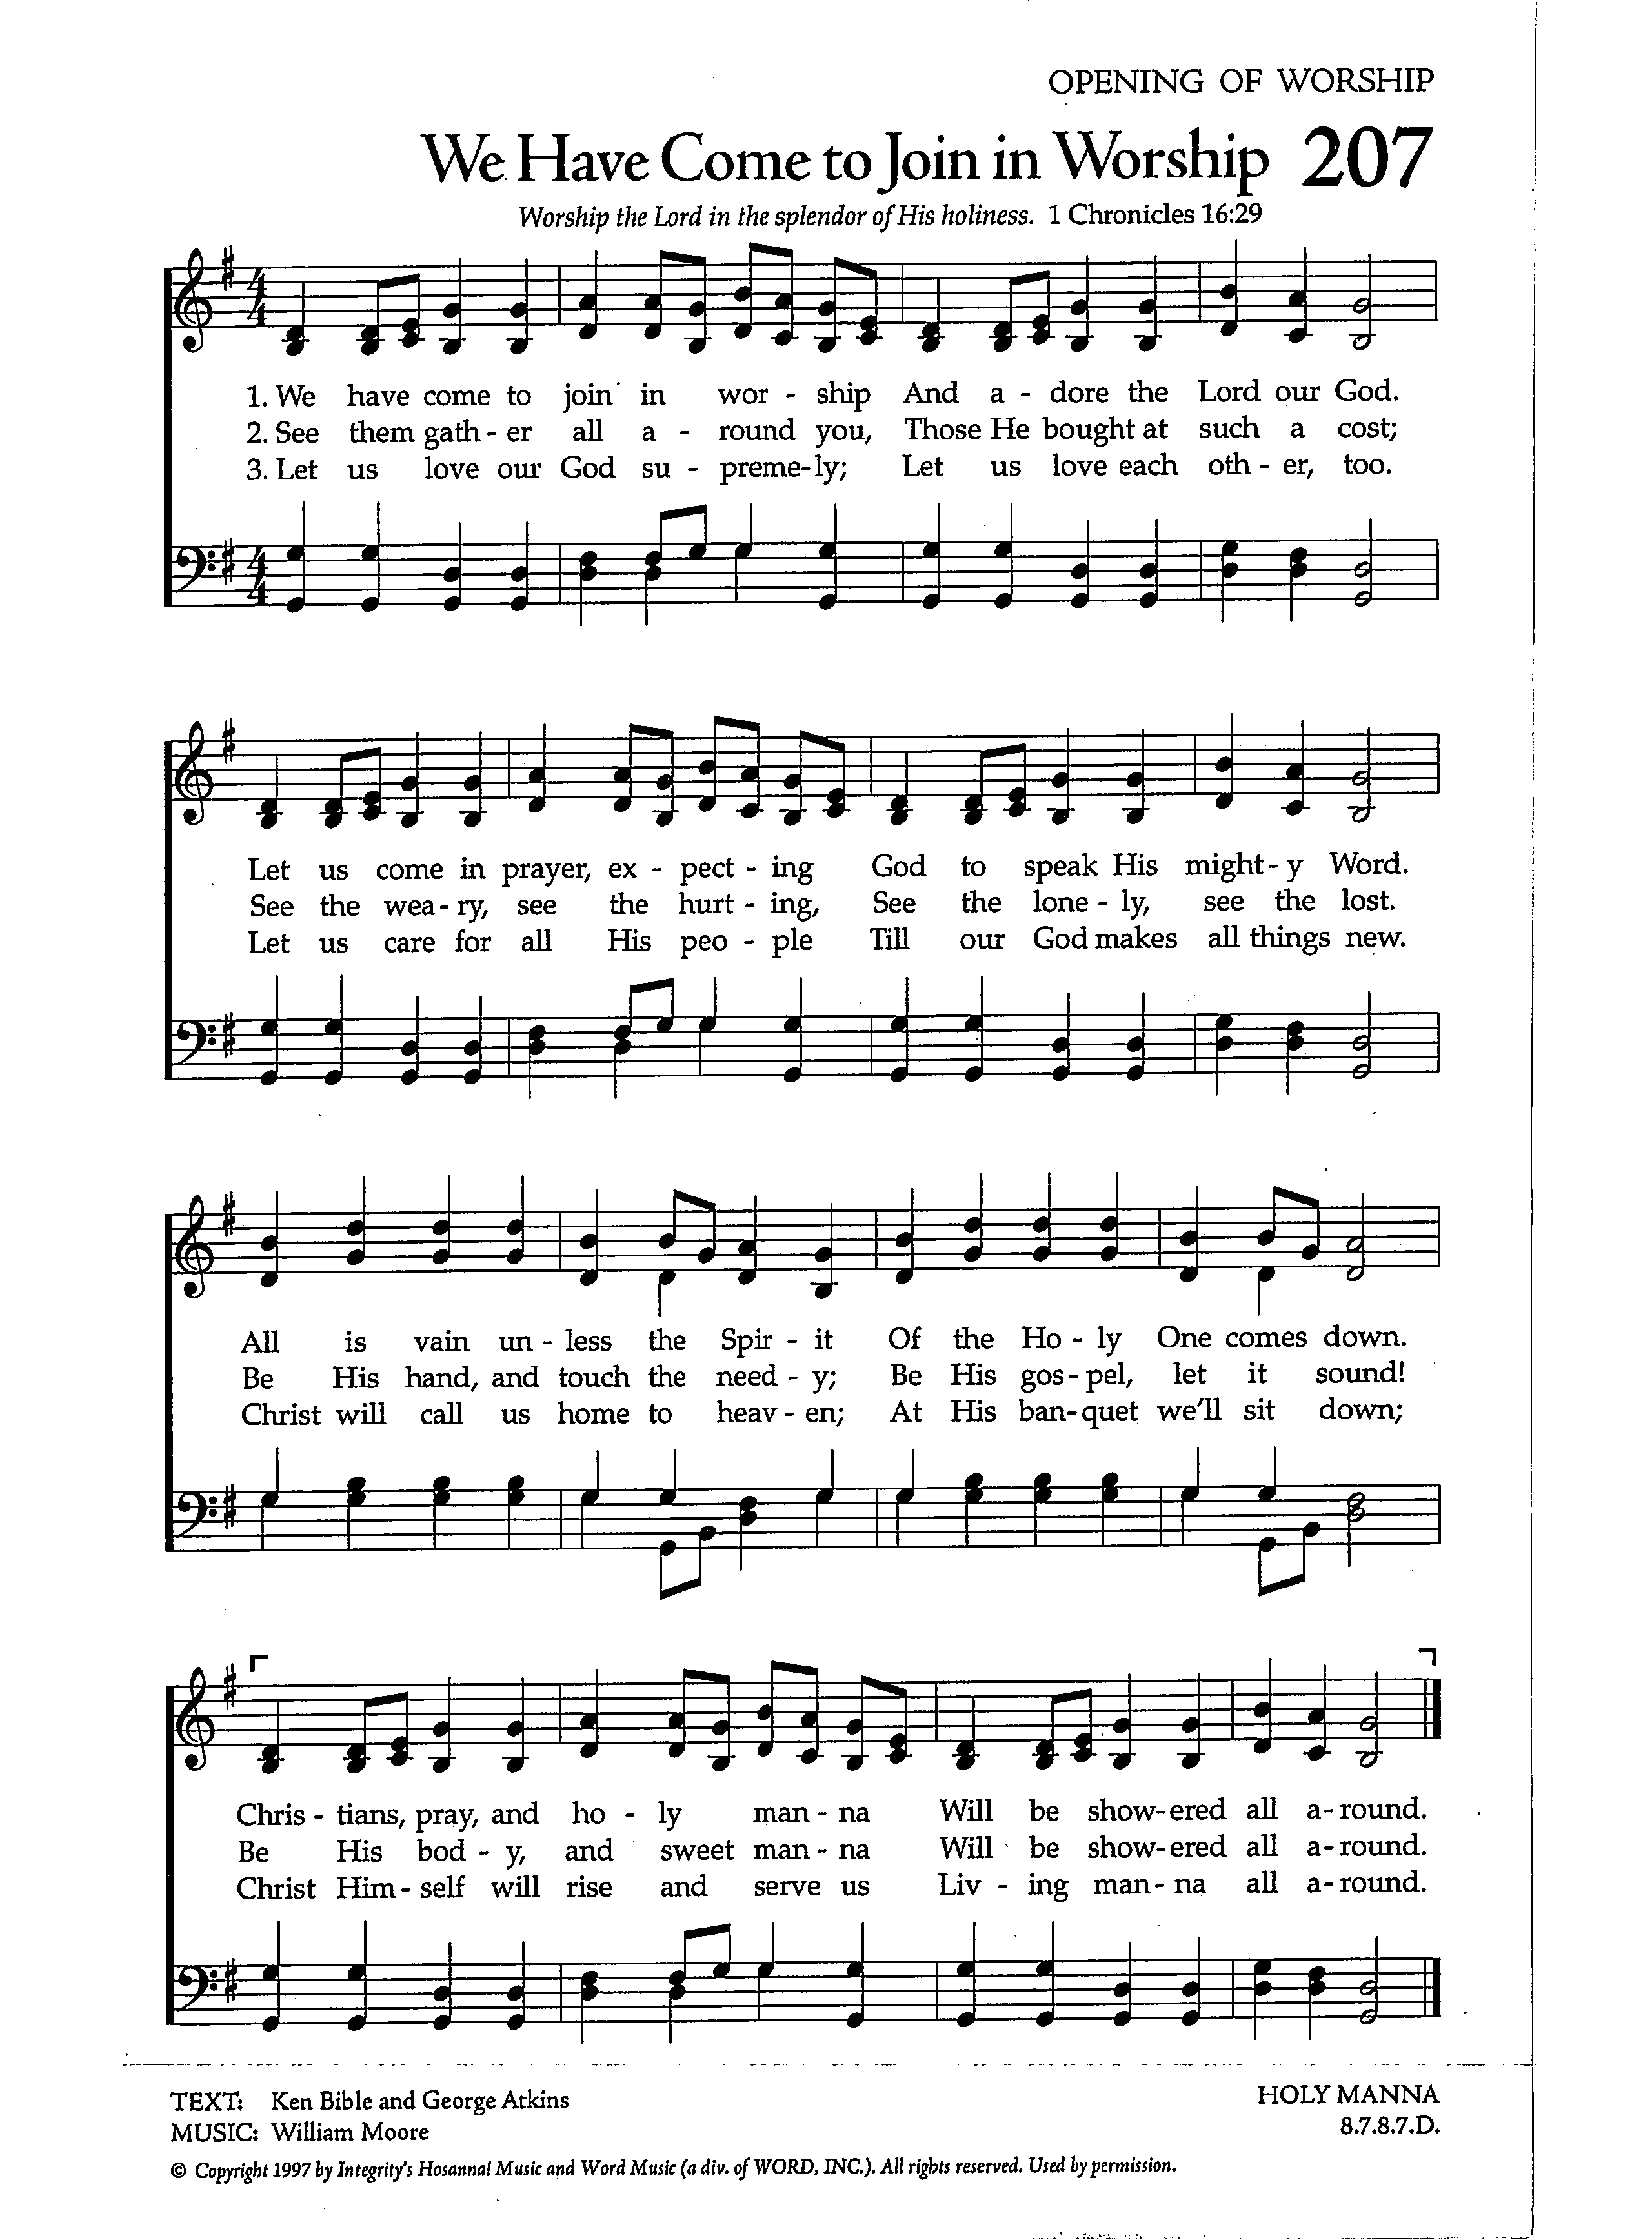 OPENING OF WORSHIP
We Have Come to Join in Worship 207
Worship the Lord in the splendor of His holiness. 1 Chronicles 16:29
1. We have come to join in wor - ship And a - dore the Lord our God.
2. See them gath - er all a - round you, Those He bought at such a cost;
3. Let us love our God su - preme - ly; Let us love each oth - er, too.
Let us come in prayer, ex - pect - ing God to speak His might - y Word.
See the wea - ry, see the hurt - ing, See the lone - ly, see the lost.
Let us care for all His peo - ple Till our God makes all things new.
All is vain un - less the Spir - it Of the Ho - ly One comes down.
Be His hand, and touch the need - y; Be His gos - pel, let it sound!
Christ will call us home to heav - en; At His ban - quet we'll sit down;
Chris - tians, pray, and ho - ly man - na Will be show - ered all a - round.
Be His bod - y, and sweet man - na Will be show - ered all a - round.
Christ Him - self will rise and serve us Liv - ing man - na all a - round.
TEXT: Ken Bible and George Atkins HOLY MANNA
MUSIC: William Moore 8.7.8.7.D.
© Copyright 1997 by Integrity's Hosanna! Music and Word Music (a div. of WORD, INC.). All rights reserved. Used by permission.